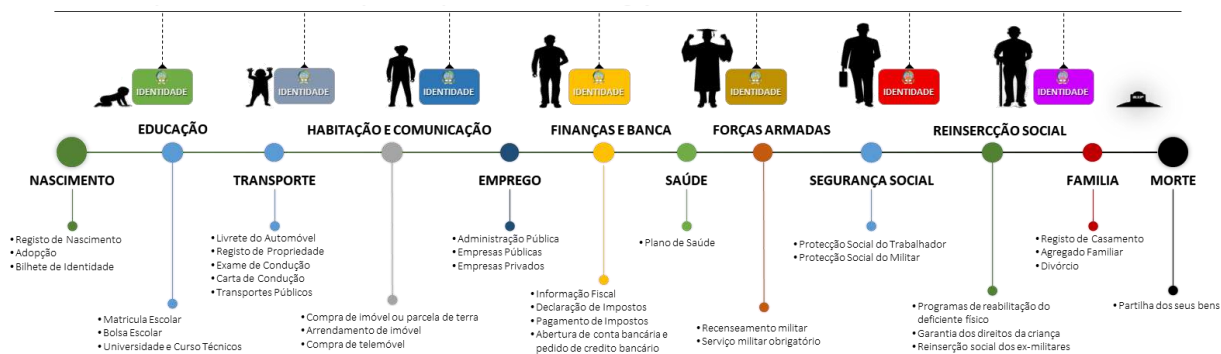 IDENTIDADE
IDENTIDADE
IDENTIDADE
IDENTIDADE
IDENTIDADE
IDENTIDADE
IDENTIDADE
EDUCAÇÃO
HABITAÇÃO E COMUNICAÇÃO
FINANÇAS E BANCA
FORÇAS ARMADAS
REINSERCÇÃO SOCIAL
NASCIMENTO
TRANSPORTE
EMPREGO
SAÚDE
SEGURANÇA SOCIAL
FAMILIA
MORTE
• Registo de Nascimento
• Adopção
• Bilhete de Identidade
• Matricula Escolar
• Bolsa Escolar
• Universidade e Curso Técnicos
• Livrete do Automóvel
• Registo de Propriedade
• Exame de Condução
• Carta de Condução
• Transportes Públicos
• Compra de imóvel ou parcela de terra
• Arrendamento de imóvel
• Compra de telemóvel
• Administração Pública
• Empresas Públicas
• Empresas Privados
• Informação Fiscal
• Declaração de Impostos
• Pagamento de Impostos
• Abertura de conta bancária e
pedido de credito bancário
• Plano de Saúde
• Recenseamento militar
• Serviço militar obrigatório
• Protecção Social do Trabalhador
• Protecção Social do Militar
• Programas de reabilitação do
deficiente físico
• Garantia dos direitos da criança
• Reinserção social dos ex-militares
• Registo de Casamento
• Agregado Familiar
• Divórcio
• Partilha dos seus bens